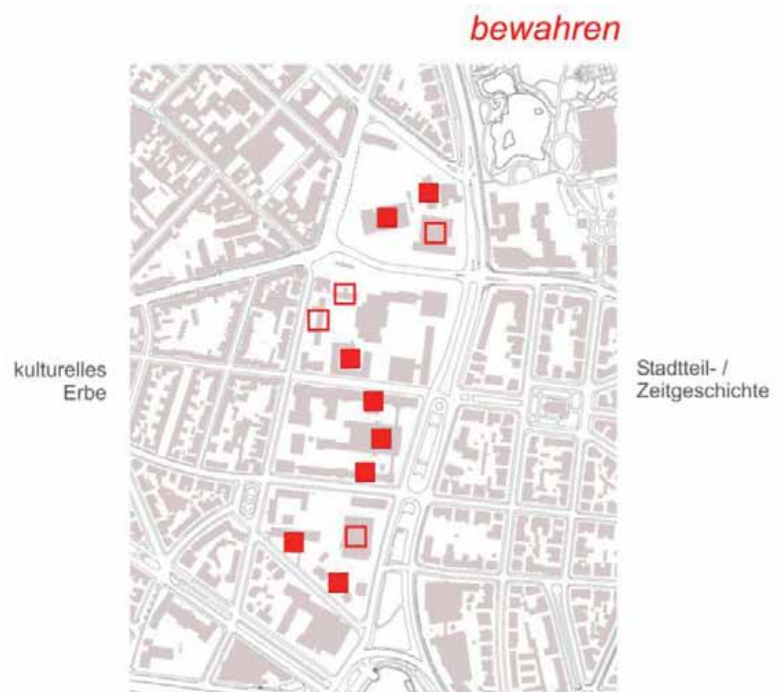 bewahren
kulturelles
Erbe
Stadtteil- /
Zeitgeschichte